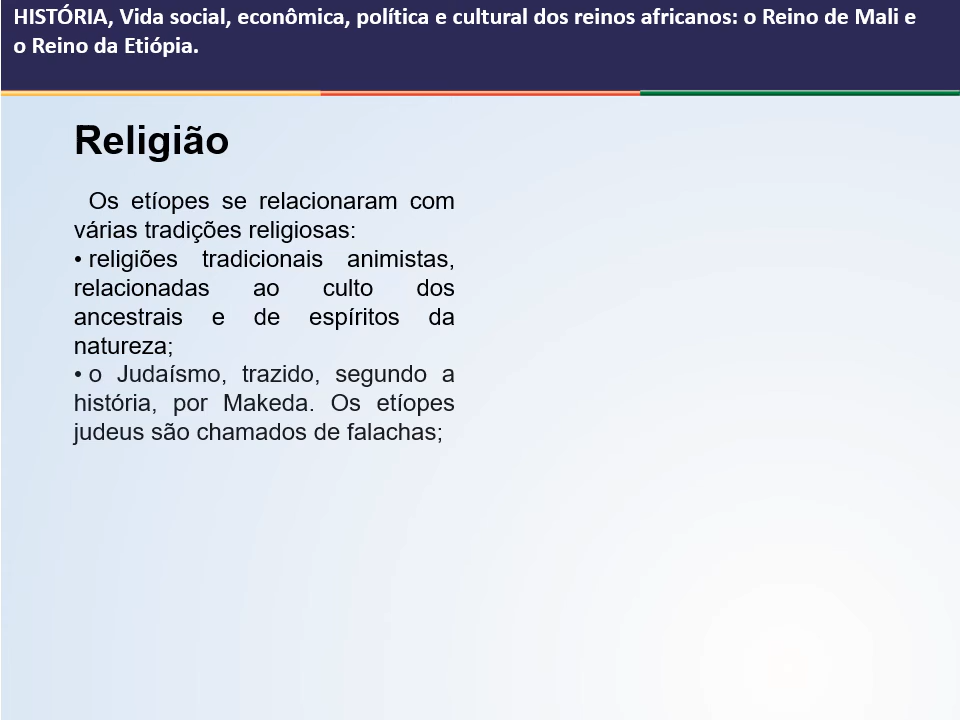 HISTÓRIA, Vida social, econômica, política e cultural dos reinos africanos: o Reino de Mali e
o Reino da Etiópia.
Religião
Os etíopes se relacionaram com
várias tradições religiosas:
• religiões tradicionais animistas,
relacionadas ao culto dos
ancestrais e de espíritos da
natureza;
• o Judaísmo, trazido, segundo a
história, por Makeda. Os etíopes
judeus são chamados de falachas;